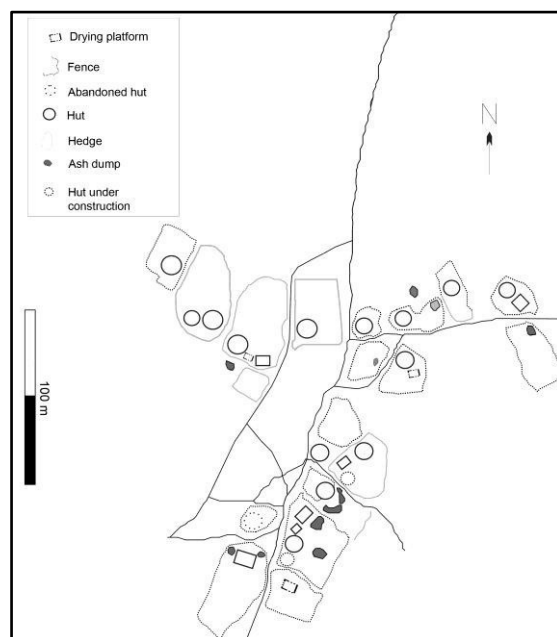 Drying platform
Fence
Abandoned hut
Hut
Hedge
Ash dump
Hut under
construction
N
100 m